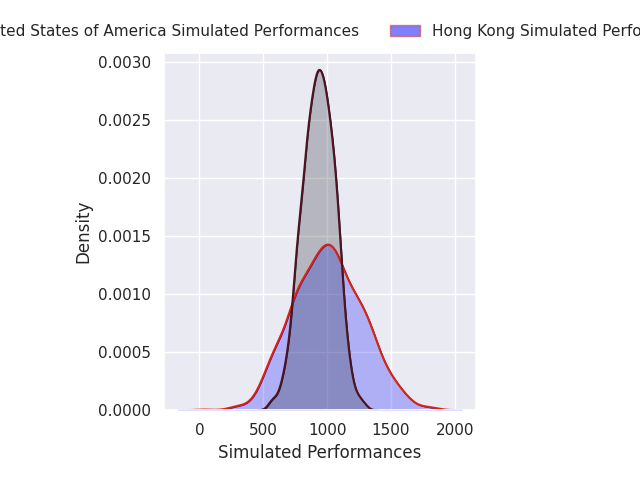 ted States of America Simulated Performances Hong Kong Simulated Perfo
0.0030
0.0025
0.0020
0.0015
0.0010
0.0005
0.0000
Density
0 500 1000 1500 2000
Simulated Performances